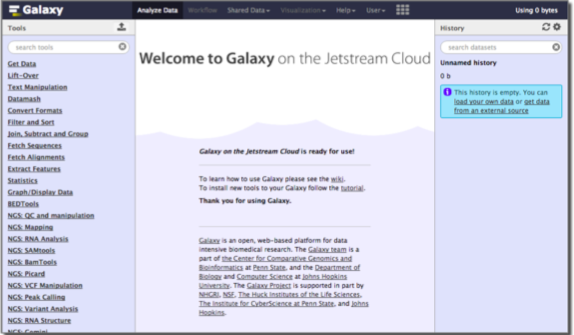 Galaxy
Analyze Data Workflow Shared Data Visualization Help User Using 0 bytes
Tools
search tools
Get Data
Lift-Over
Text Manipulation
Datamash
Convert Formats
Filter and Sort
Join, Subtract and Group
Fetch Sequences
Fetch Alignments
Extract Features
Statistics
Graph/Display Data
BEDTools
NGS: QC and manipulation
NGS: Mapping
NGS: RNA Analysis
NGS: SAMtools
NGS: BamTools
NGS: Picard
NGS: VCF Manipulation
NGS: Peak Calling
NGS: Variant Analysis
NGS: RNA Structure
NGS: Gemini
Welcome to Galaxy on the Jetstream Cloud
Galaxy on the Jetstream Cloud is ready for use!
To learn how to use Galaxy please see the wiki.
To install new tools to your Galaxy follow the tutorial.
Thank you for using Galaxy.
Galaxy is an open, web-based platform for data
intensive biomedical research. The Galaxy team is a
part of the Center for Comparative Genomics and
Bioinformatics at Penn State, and the Department of
Biology and Computer Science at Johns Hopkins
University. The Galaxy Project is supported in part by
NHGRI, NSF, The Huck Institutes of the Life Sciences,
The Institute for CyberScience at Penn State, and Johns
Hopkins.
History
search datasets
Unnamed history
0 b
This history is empty. You can
load your own data or get data
from an external source